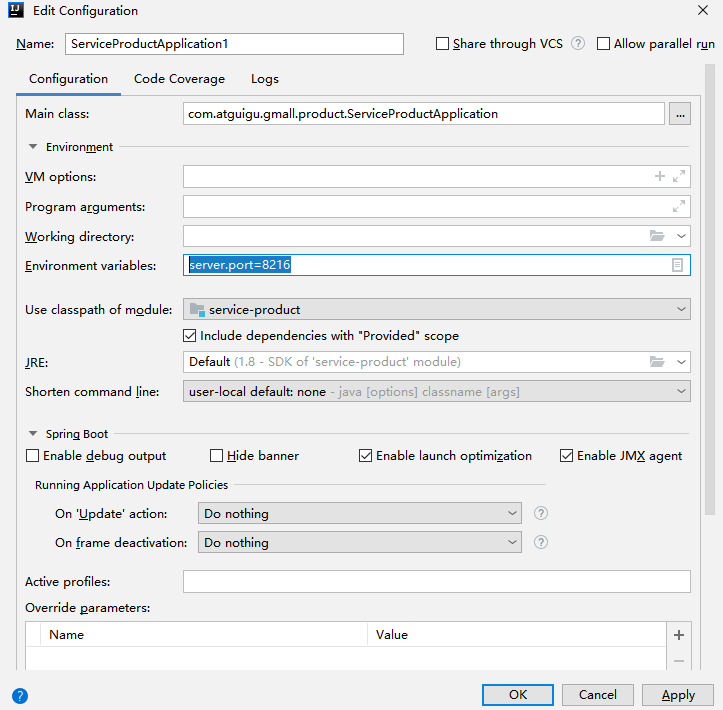 IJ Edit Configuration
Name: ServiceProductApplication1 Share through VCS ? Allow parallel run
Configuration Code Coverage Logs
Main class: com.atguigu.gmall.product.ServiceProductApplication ...
Environment
VM options:
Program arguments:
Working directory:
Environment variables: server.port=8216
Use classpath of module: service-product
Include dependencies with "Provided" scope
JRE: Default (1.8 - SDK of 'service-product' module)
Shorten command line: user-local default: none - java [options] classname [args]
Spring Boot
Enable debug output Hide banner Enable launch optimization Enable JMX agent
Running Application Update Policies
On 'Update' action: Do nothing ?
On frame deactivation: Do nothing ?
Active profiles:
Override parameters:
Name Value
? OK Cancel Apply